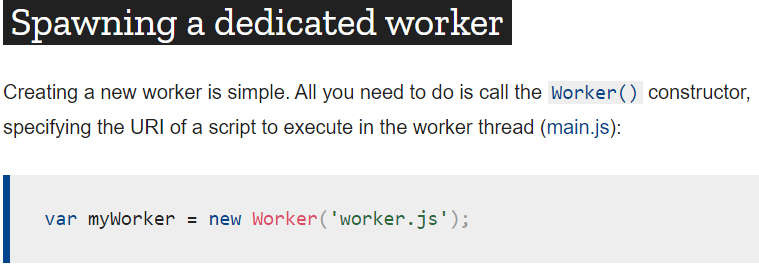 Spawning a dedicated worker
Creating a new worker is simple. All you need to do is call the Worker() constructor,
specifying the URI of a script to execute in the worker thread (main.js):
var myWorker = new Worker('worker.js');